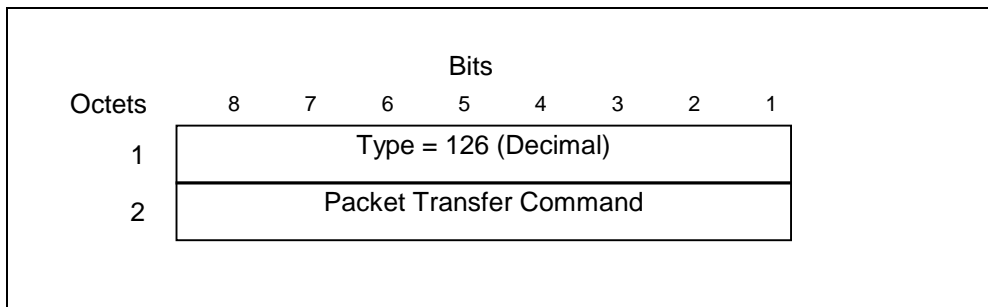 Bits
Octets 8 7 6 5 4 3 2 1
1 Type = 126 (Decimal)
2 Packet Transfer Command